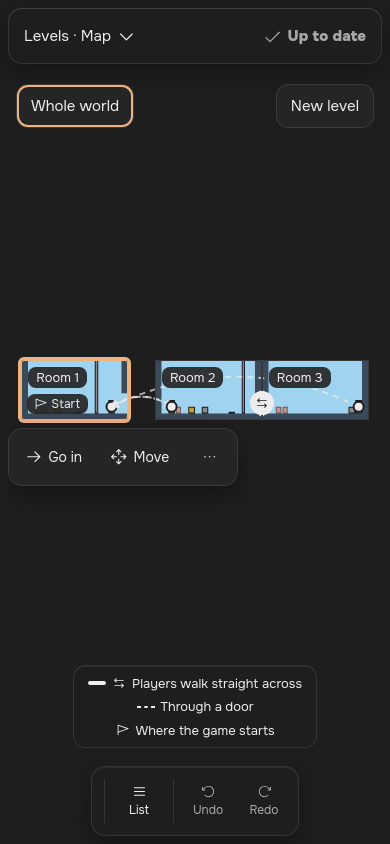 Levels · Map
Up to date
Whole world
New level
Room 1
Room 2
Room 3
Start
Go in
Move
···
Players walk straight across
Through a door
Where the game starts
List
Undo
Redo